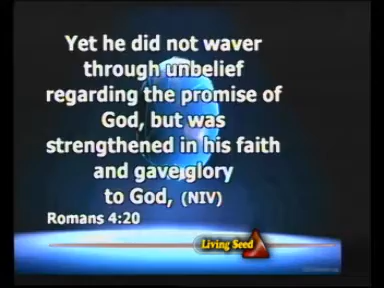 Yet he did not waver
through unbelief
regarding the promise of
God, but was
strengthened in his faith
and gave glory
to God, (NIV)
Romans 4:20
Living Seed